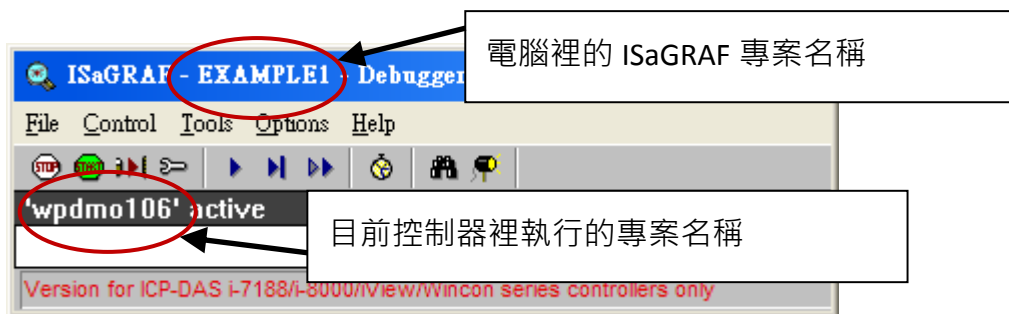 電腦裡的 ISaGRAF 專案名稱
ISaGRAF - EXAMPLE1 - Debugger
File Control Tools Options Help
STOP START
'wpdmo106' active
目前控制器裡執行的專案名稱
Version for ICP-DAS i-7188/i-8000/iView/Wincon series controllers only